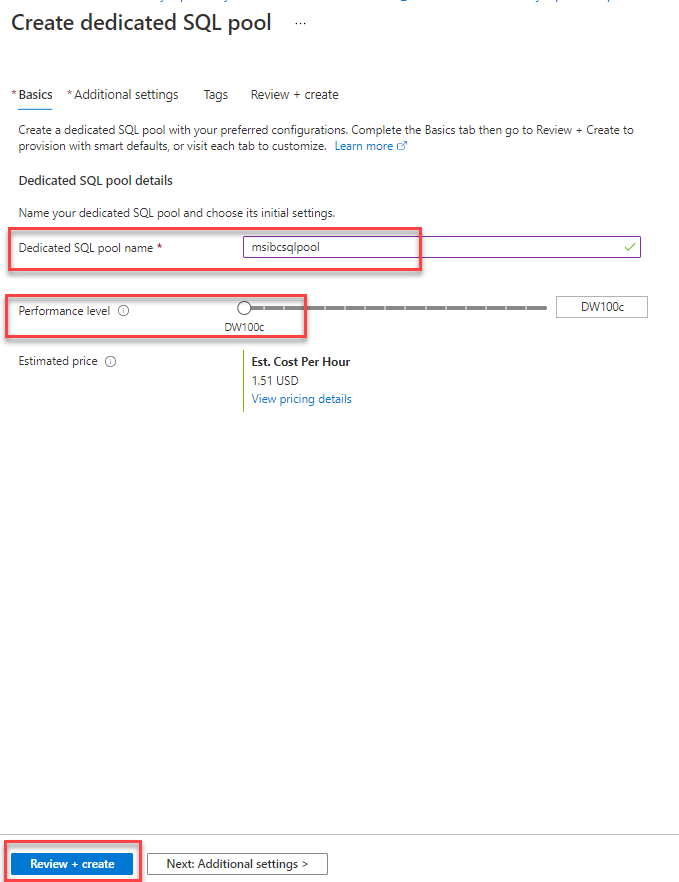 Create dedicated SQL pool ...
* Basics * Additional settings Tags Review + create
Create a dedicated SQL pool with your preferred configurations. Complete the Basics tab then go to Review + Create to
provision with smart defaults, or visit each tab to customize. Learn more
Dedicated SQL pool details
Name your dedicated SQL pool and choose its initial settings.
Dedicated SQL pool name * msibcsqlpool
Performance level DW100c
DW100c
Estimated price Est. Cost Per Hour
1.51 USD
View pricing details
Review + create Next: Additional settings >